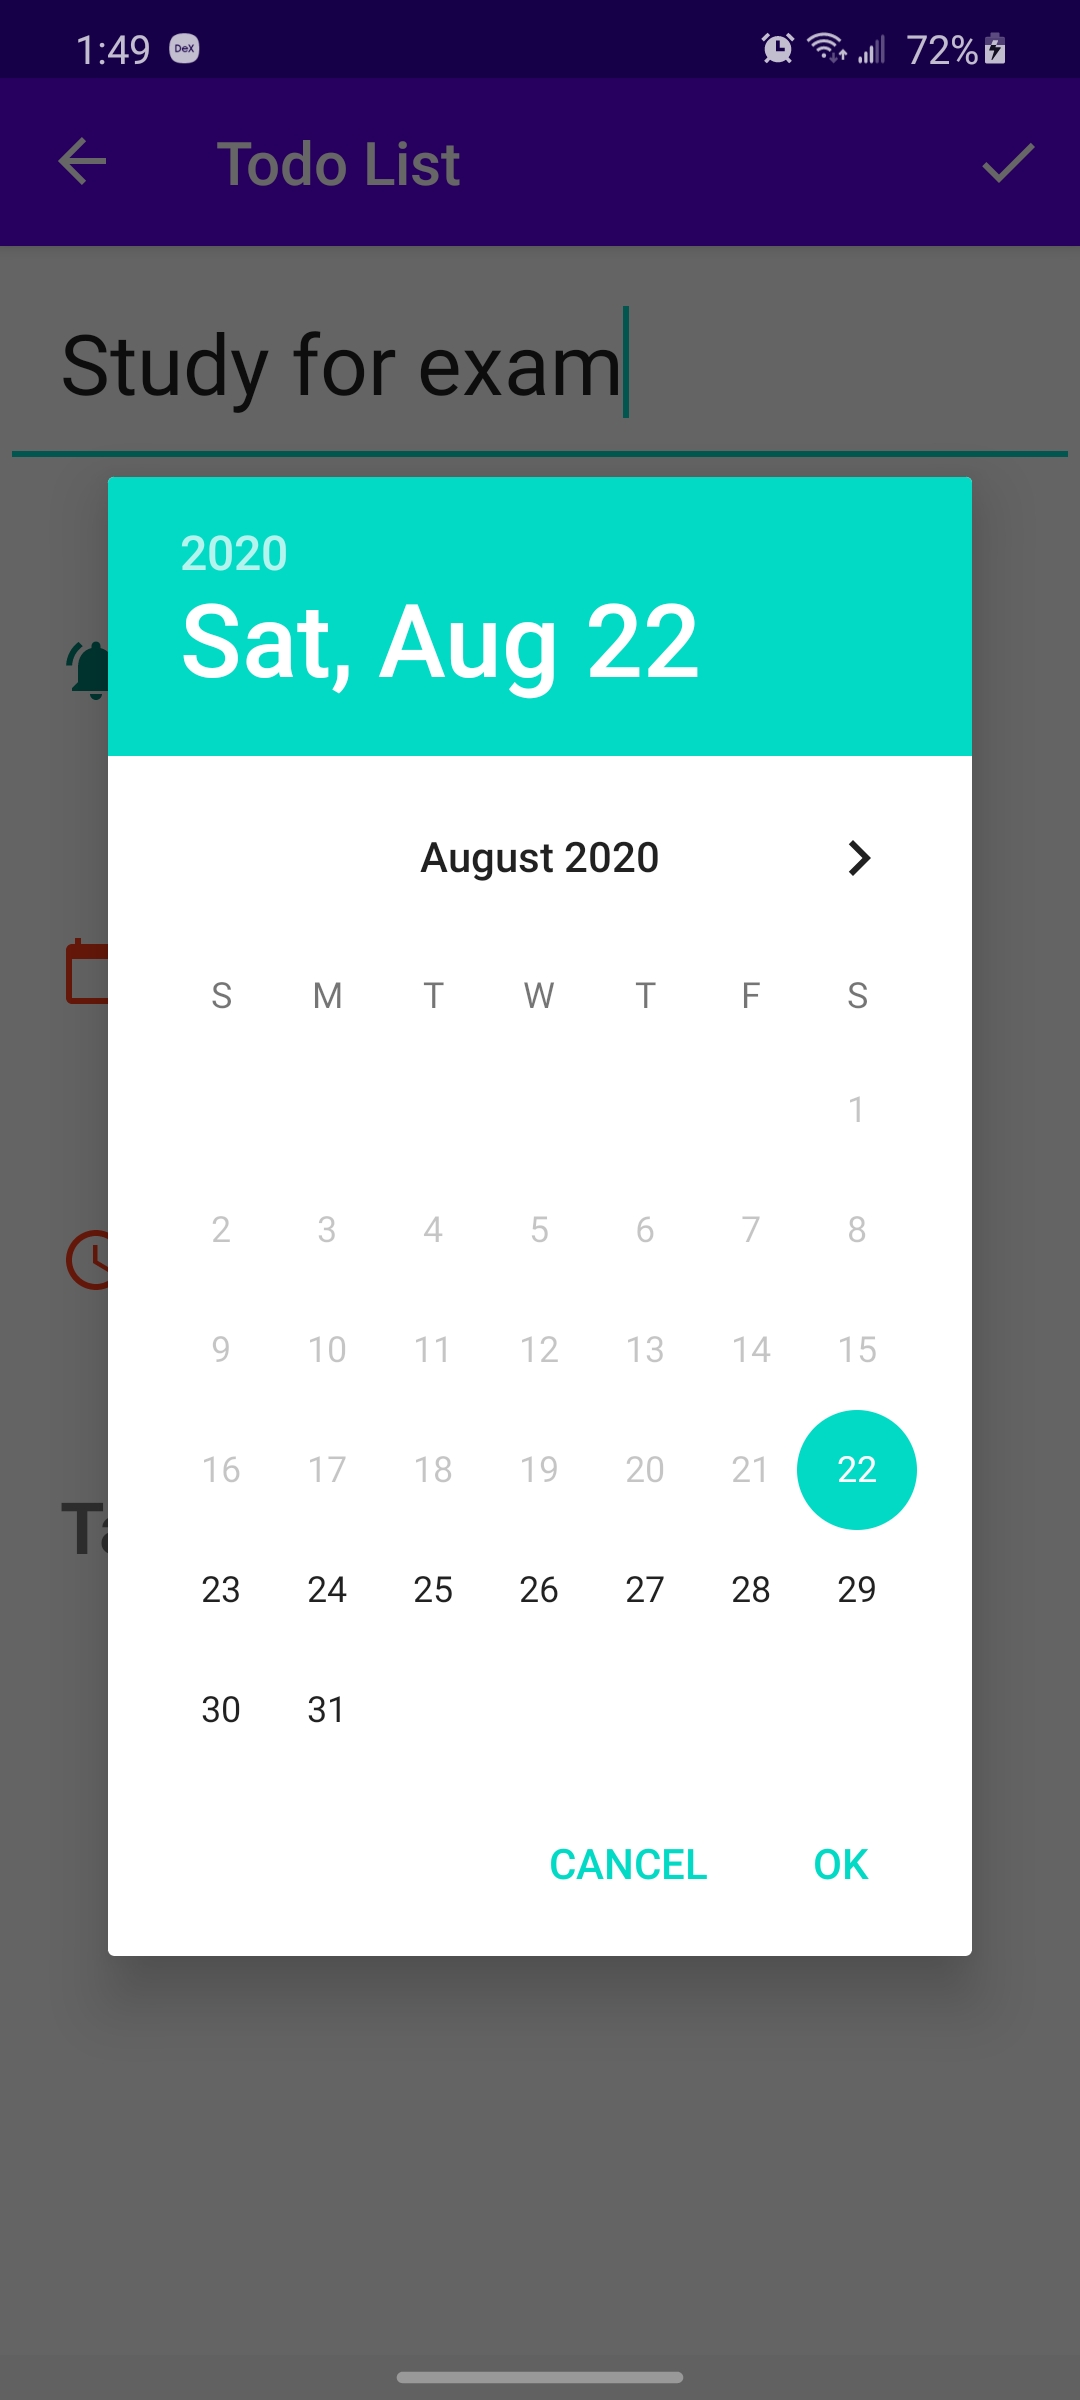 1:49 DeX 72%
Todo List
Study for exam
2020
Sat, Aug 22
August 2020
S M T W T F S
1
2 3 4 5 6 7 8
9 10 11 12 13 14 15
16 17 18 19 20 21 22
23 24 25 26 27 28 29
30 31
CANCEL OK